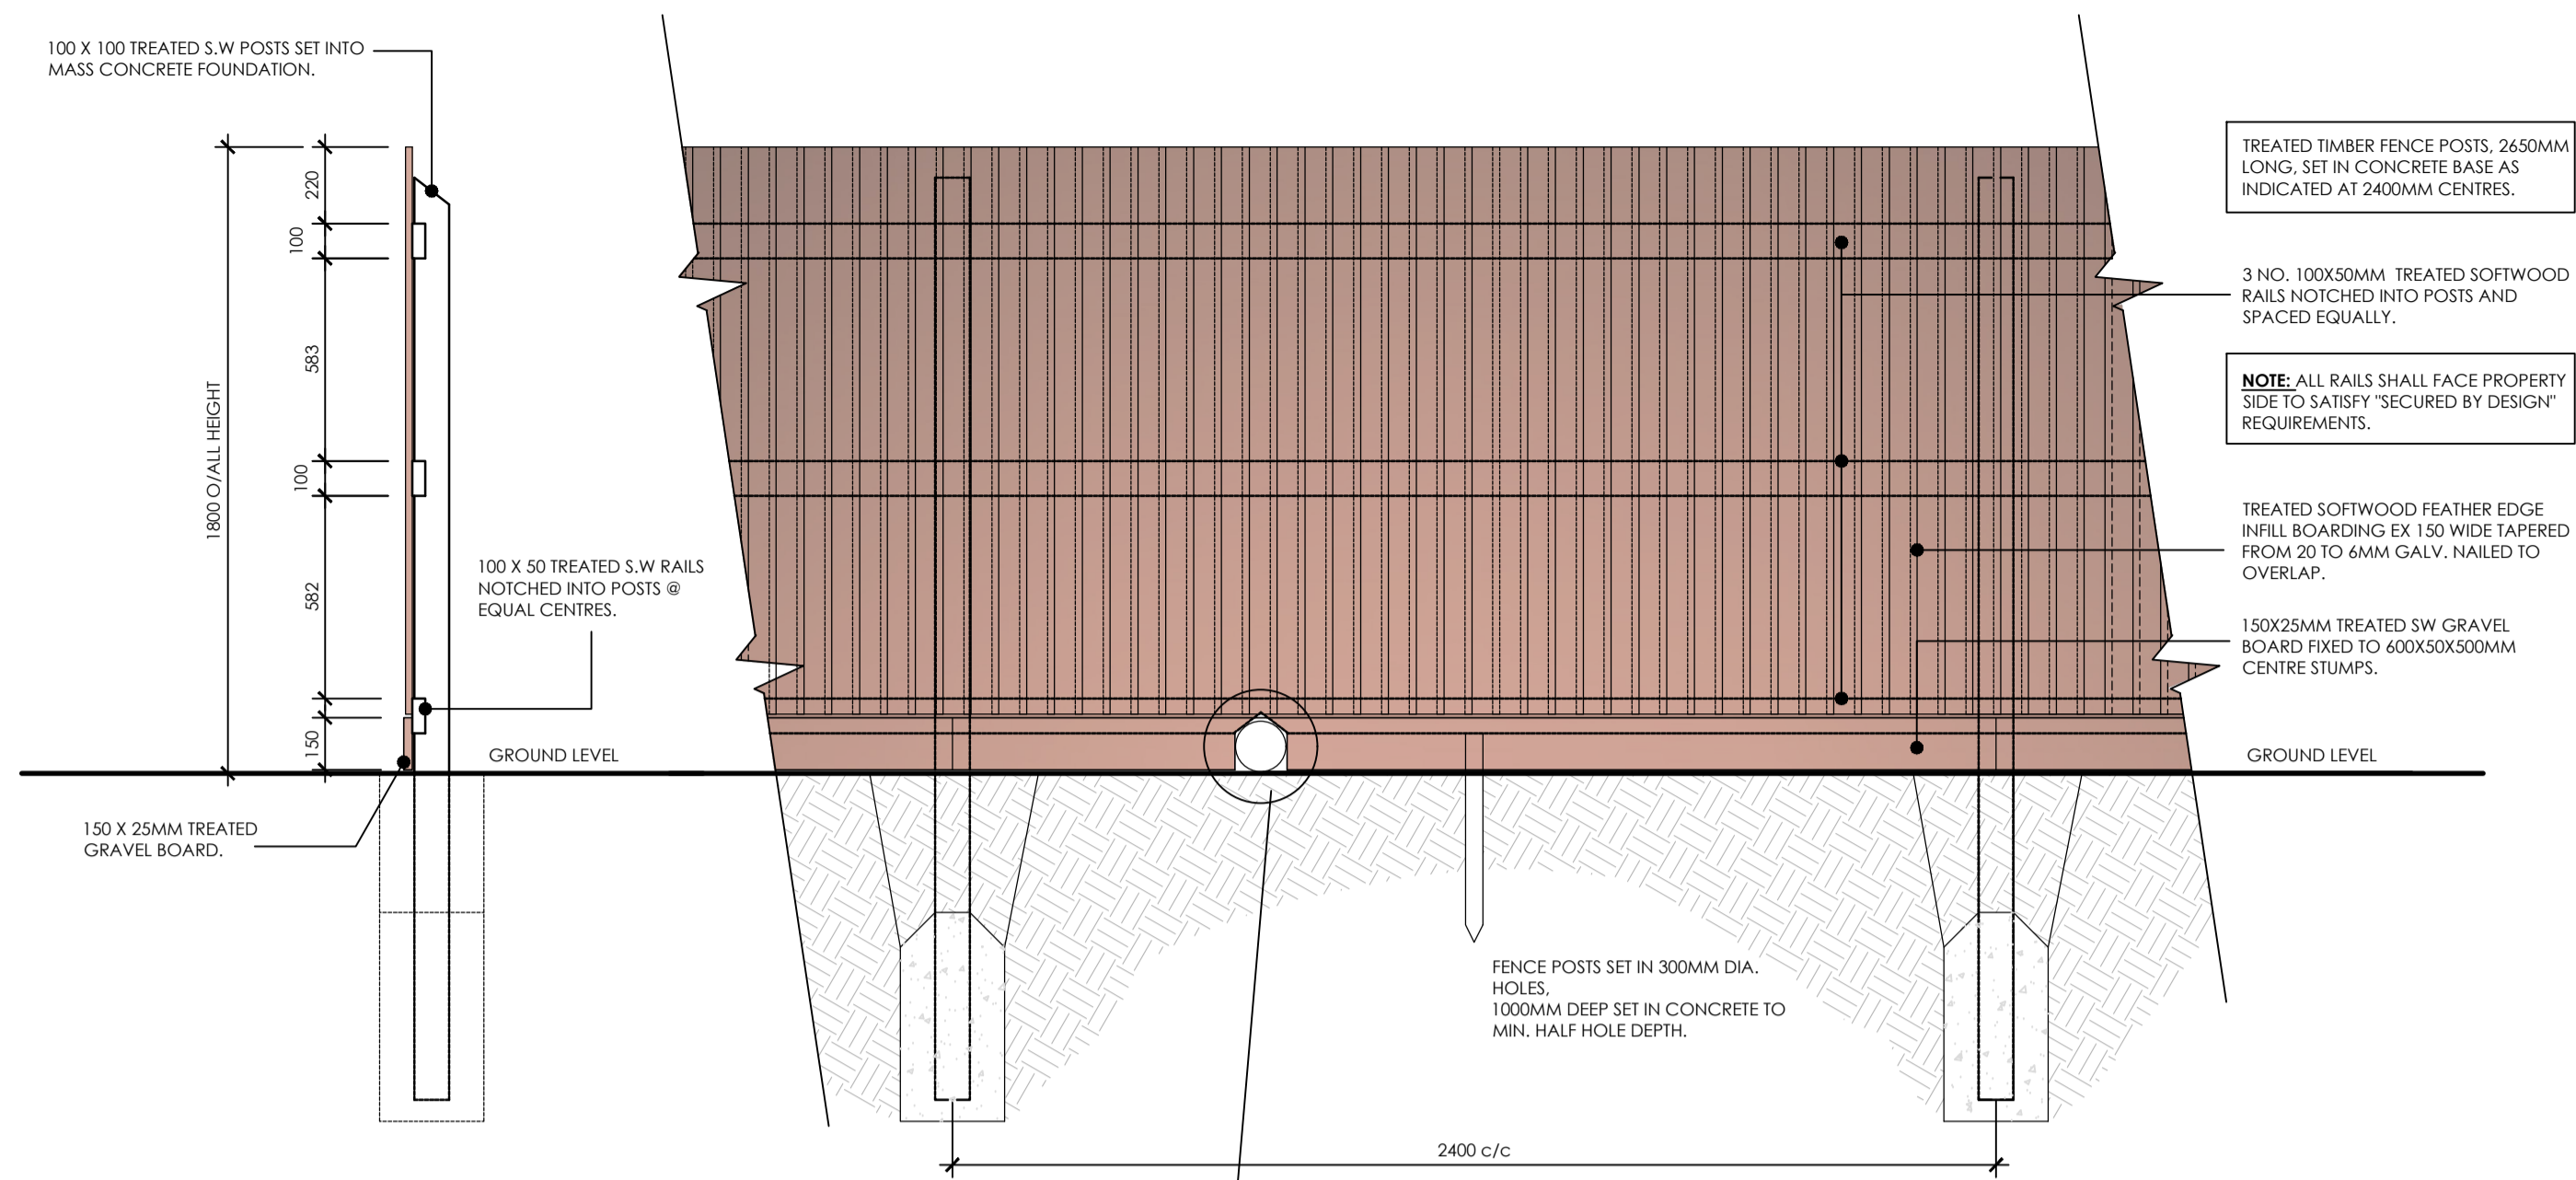 100 X 100 TREATED S.W POSTS SET INTO
MASS CONCRETE FOUNDATION.
220
100
583
1800 O/ALL HEIGHT
100
582
150
100 X 50 TREATED S.W RAILS
NOTCHED INTO POSTS @
EQUAL CENTRES.
GROUND LEVEL
150 X 25MM TREATED
GRAVEL BOARD.
TREATED TIMBER FENCE POSTS, 2650MM
LONG, SET IN CONCRETE BASE AS
INDICATED AT 2400MM CENTRES.
3 NO. 100X50MM TREATED SOFTWOOD
RAILS NOTCHED INTO POSTS AND
SPACED EQUALLY.
NOTE: ALL RAILS SHALL FACE PROPERTY
SIDE TO SATISFY "SECURED BY DESIGN"
REQUIREMENTS.
TREATED SOFTWOOD FEATHER EDGE
INFILL BOARDING EX 150 WIDE TAPERED
FROM 20 TO 6MM GALV. NAILED TO
OVERLAP.
150X25MM TREATED SW GRAVEL
BOARD FIXED TO 600X50X500MM
CENTRE STUMPS.
GROUND LEVEL
FENCE POSTS SET IN 300MM DIA.
HOLES,
1000MM DEEP SET IN CONCRETE TO
MIN. HALF HOLE DEPTH.
2400 c/c